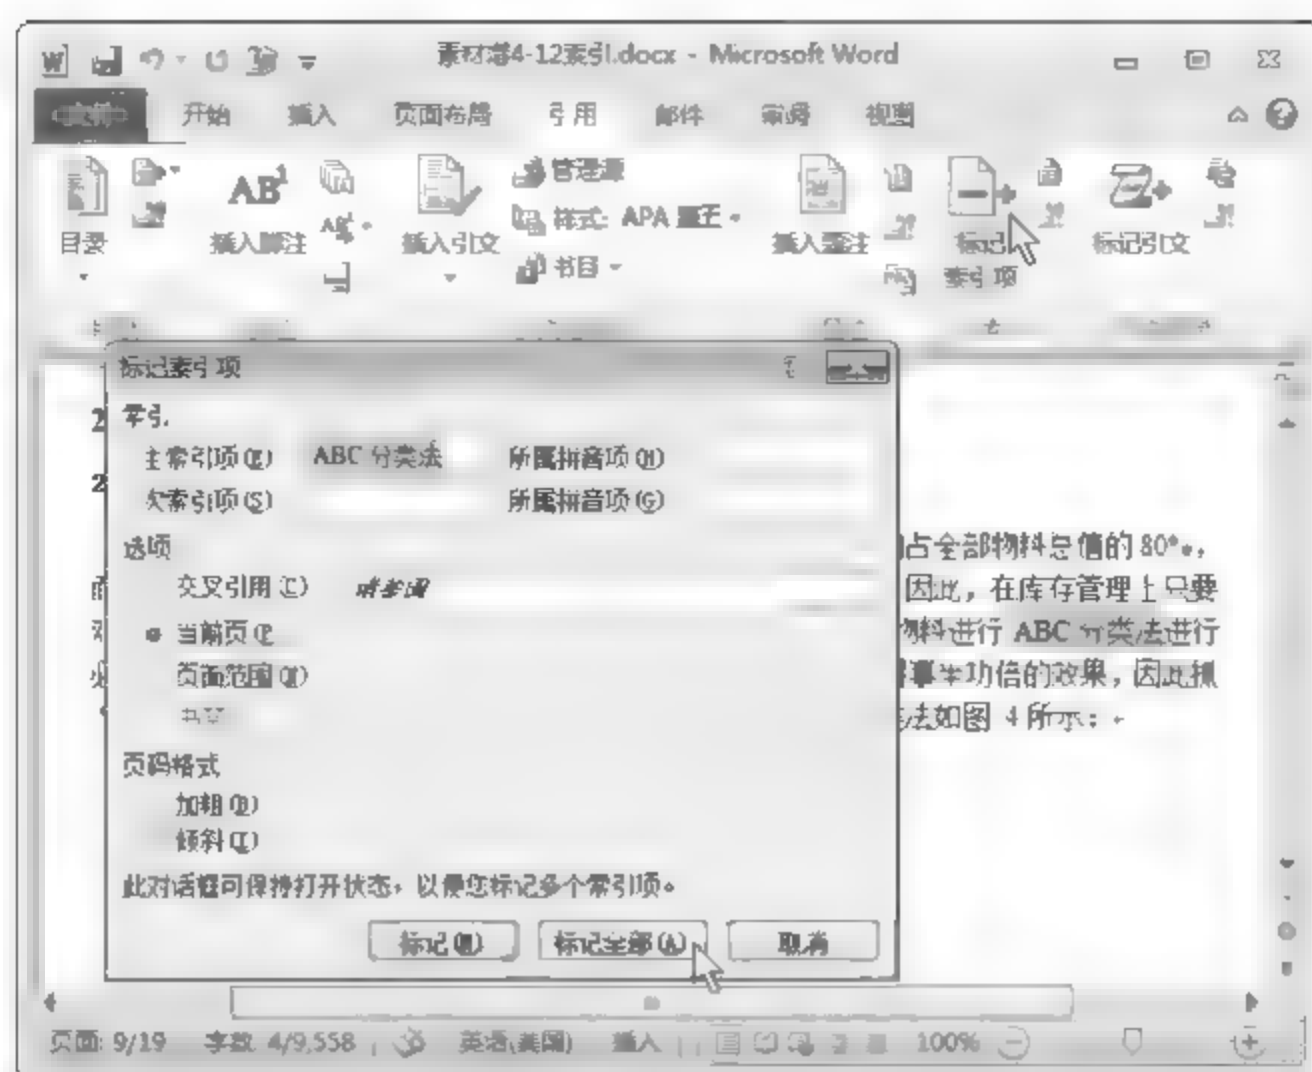 素材薄4-12索引.docx - Microsoft Word
开始 插入 页面布局 引用 邮件 审阅 视图
管理源
AB¹ 样式: APA 第五
目录 插入脚注 插入引文 书目 插入题注 标记 标记引文
索引项
标记索引项
索引
主索引项(E) ABC 分类法 所属拼音项(H)
次索引项(S) 所属拼音项(G)
选项
占全部物料总值的 80%,
交叉引用(C) 请参阅
因此，在库存管理上只要
当前页(P)
物料进行 ABC 分类法进行
页面范围(N)
事半功倍的效果，因此抓
书签
法如图 4 所示：
页码格式
加粗(B)
倾斜(I)
此对话框可保持打开状态，以便您标记多个索引项。
标记(M) 标记全部(A) 取消
页面: 9/19 字数: 4/9,558 英语(美国) 插入 100%